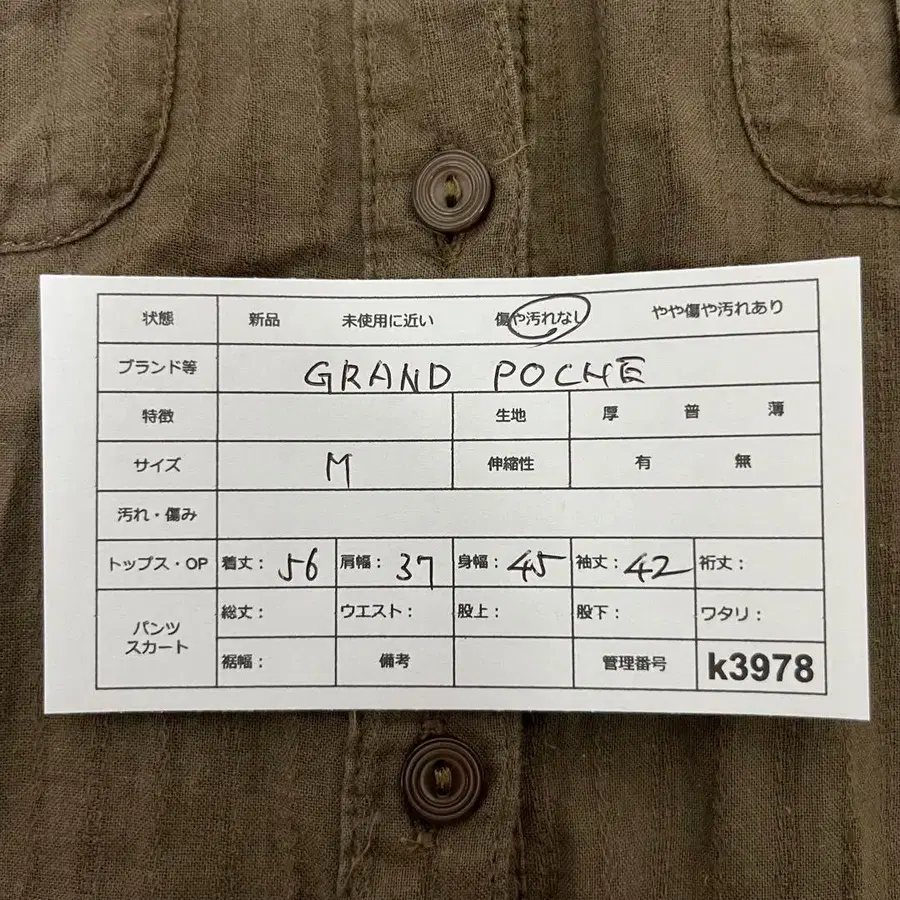 状態 新品 未使用に近い 傷や汚れなし やや傷や汚れあり
ブランド等 GRAND POCHE
特徴 生地 厚 普 薄
サイズ M 伸縮性 有 無
汚れ・傷み
トップス・OP 着丈： 56 肩幅： 37 身幅： 45 袖丈： 42 裄丈：
パンツ スカート 総丈： ウエスト： 股上： 股下： ワタリ：
裾幅： 備考 管理番号 k3978